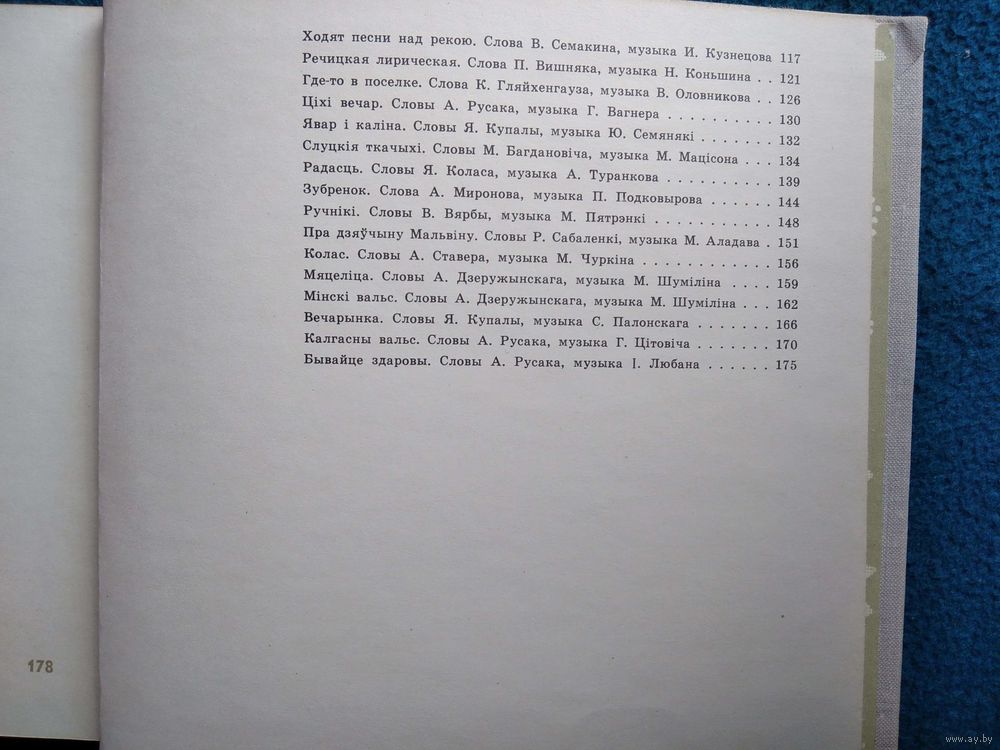 Ходят песни над рекою. Слова В. Семакина, музыка И. Кузнецова 117
Речицкая лирическая. Слова П. Вишняка, музыка Н. Коньшина . . 121
Где-то в поселке. Слова К. Гляйхенгауза, музыка В. Оловникова . . 126
Ціхі вечар. Словы А. Русака, музыка Г. Вагнера . . . . . . . . . . 130
Явар і каліна. Словы Я. Купалы, музыка Ю. Семянякі . . . . . . . 132
Слуцкія ткачыхі. Словы М. Багдановіча, музыка М. Мацісона . . . 134
Радасць. Словы Я. Коласа, музыка А. Туранкова . . . . . . . . . . 139
Зубренок. Слова А. Миронова, музыка П. Подковырова . . . . . . 144
Ручнікі. Словы В. Вярбы, музыка М. Пятрэнкі . . . . . . . . . . . 148
Пра дзяўчыну Мальвіну. Словы Р. Сабаленкі, музыка М. Аладава . 151
Колас. Словы А. Ставера, музыка М. Чуркіна . . . . . . . . . . . . 156
Мяцеліца. Словы А. Дзеружынскага, музыка М. Шуміліна . . . . 159
Мінскі вальс. Словы А. Дзеружынскага, музыка М. Шуміліна . . . 162
Вечарынка. Словы Я. Купалы, музыка С. Палонскага . . . . . . . 166
Калгасны вальс. Словы А. Русака, музыка Г. Цітовіча . . . . . . . 170
Бывайце здаровы. Словы А. Русака, музыка І. Любана . . . . . . 175
178
www.ay.by